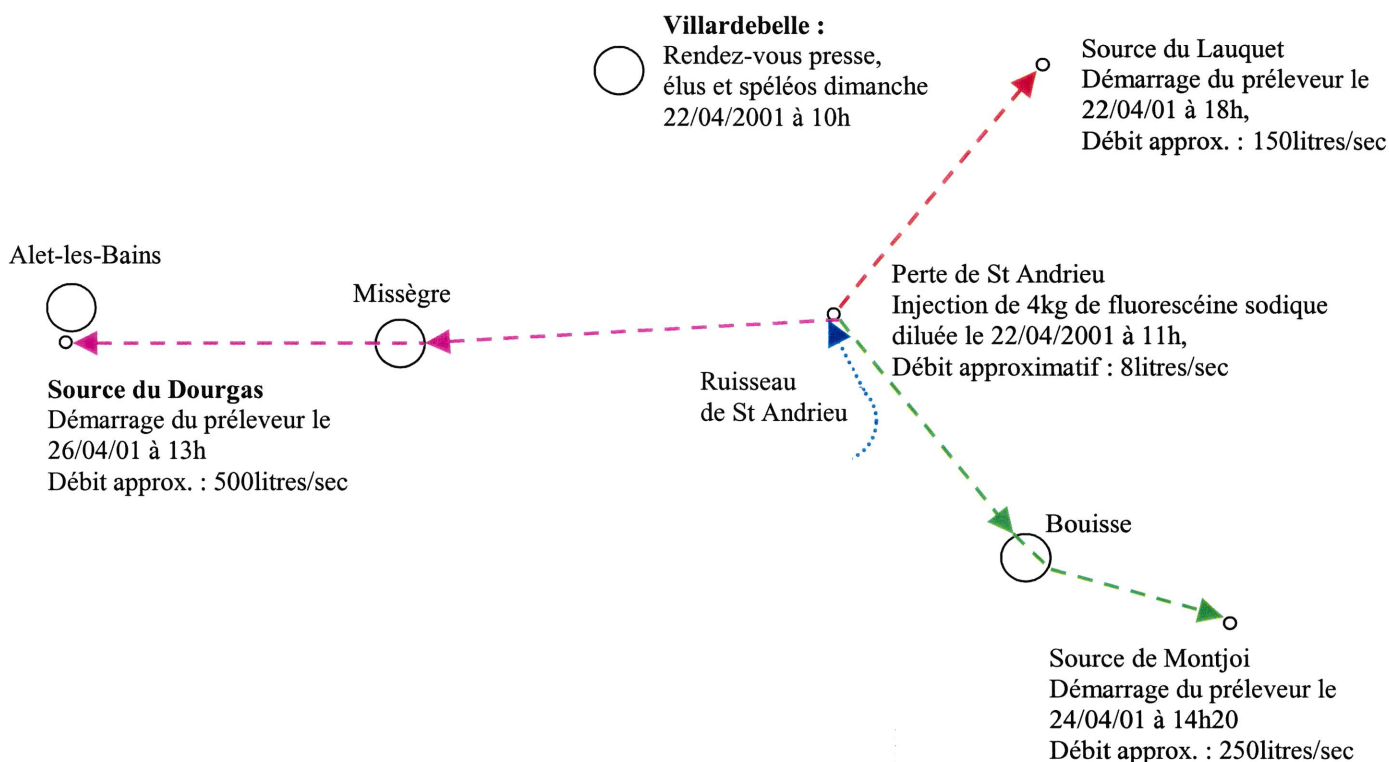 Villardebelle :
Rendez-vous presse,
élus et spéléos dimanche
22/04/2001 à 10h
Source du Lauquet
Démarrage du préleveur le
22/04/01 à 18h,
Débit approx. : 150litres/sec
Alet-les-Bains
Missègre
Perte de St Andrieu
Injection de 4kg de fluorescéine sodique
diluée le 22/04/2001 à 11h,
Débit approximatif : 8litres/sec
Source du Dourgas
Démarrage du préleveur le
26/04/01 à 13h
Débit approx. : 500litres/sec
Ruisseau
de St Andrieu
Bouisse
Source de Montjoi
Démarrage du préleveur le
24/04/01 à 14h20
Débit approx. : 250litres/sec